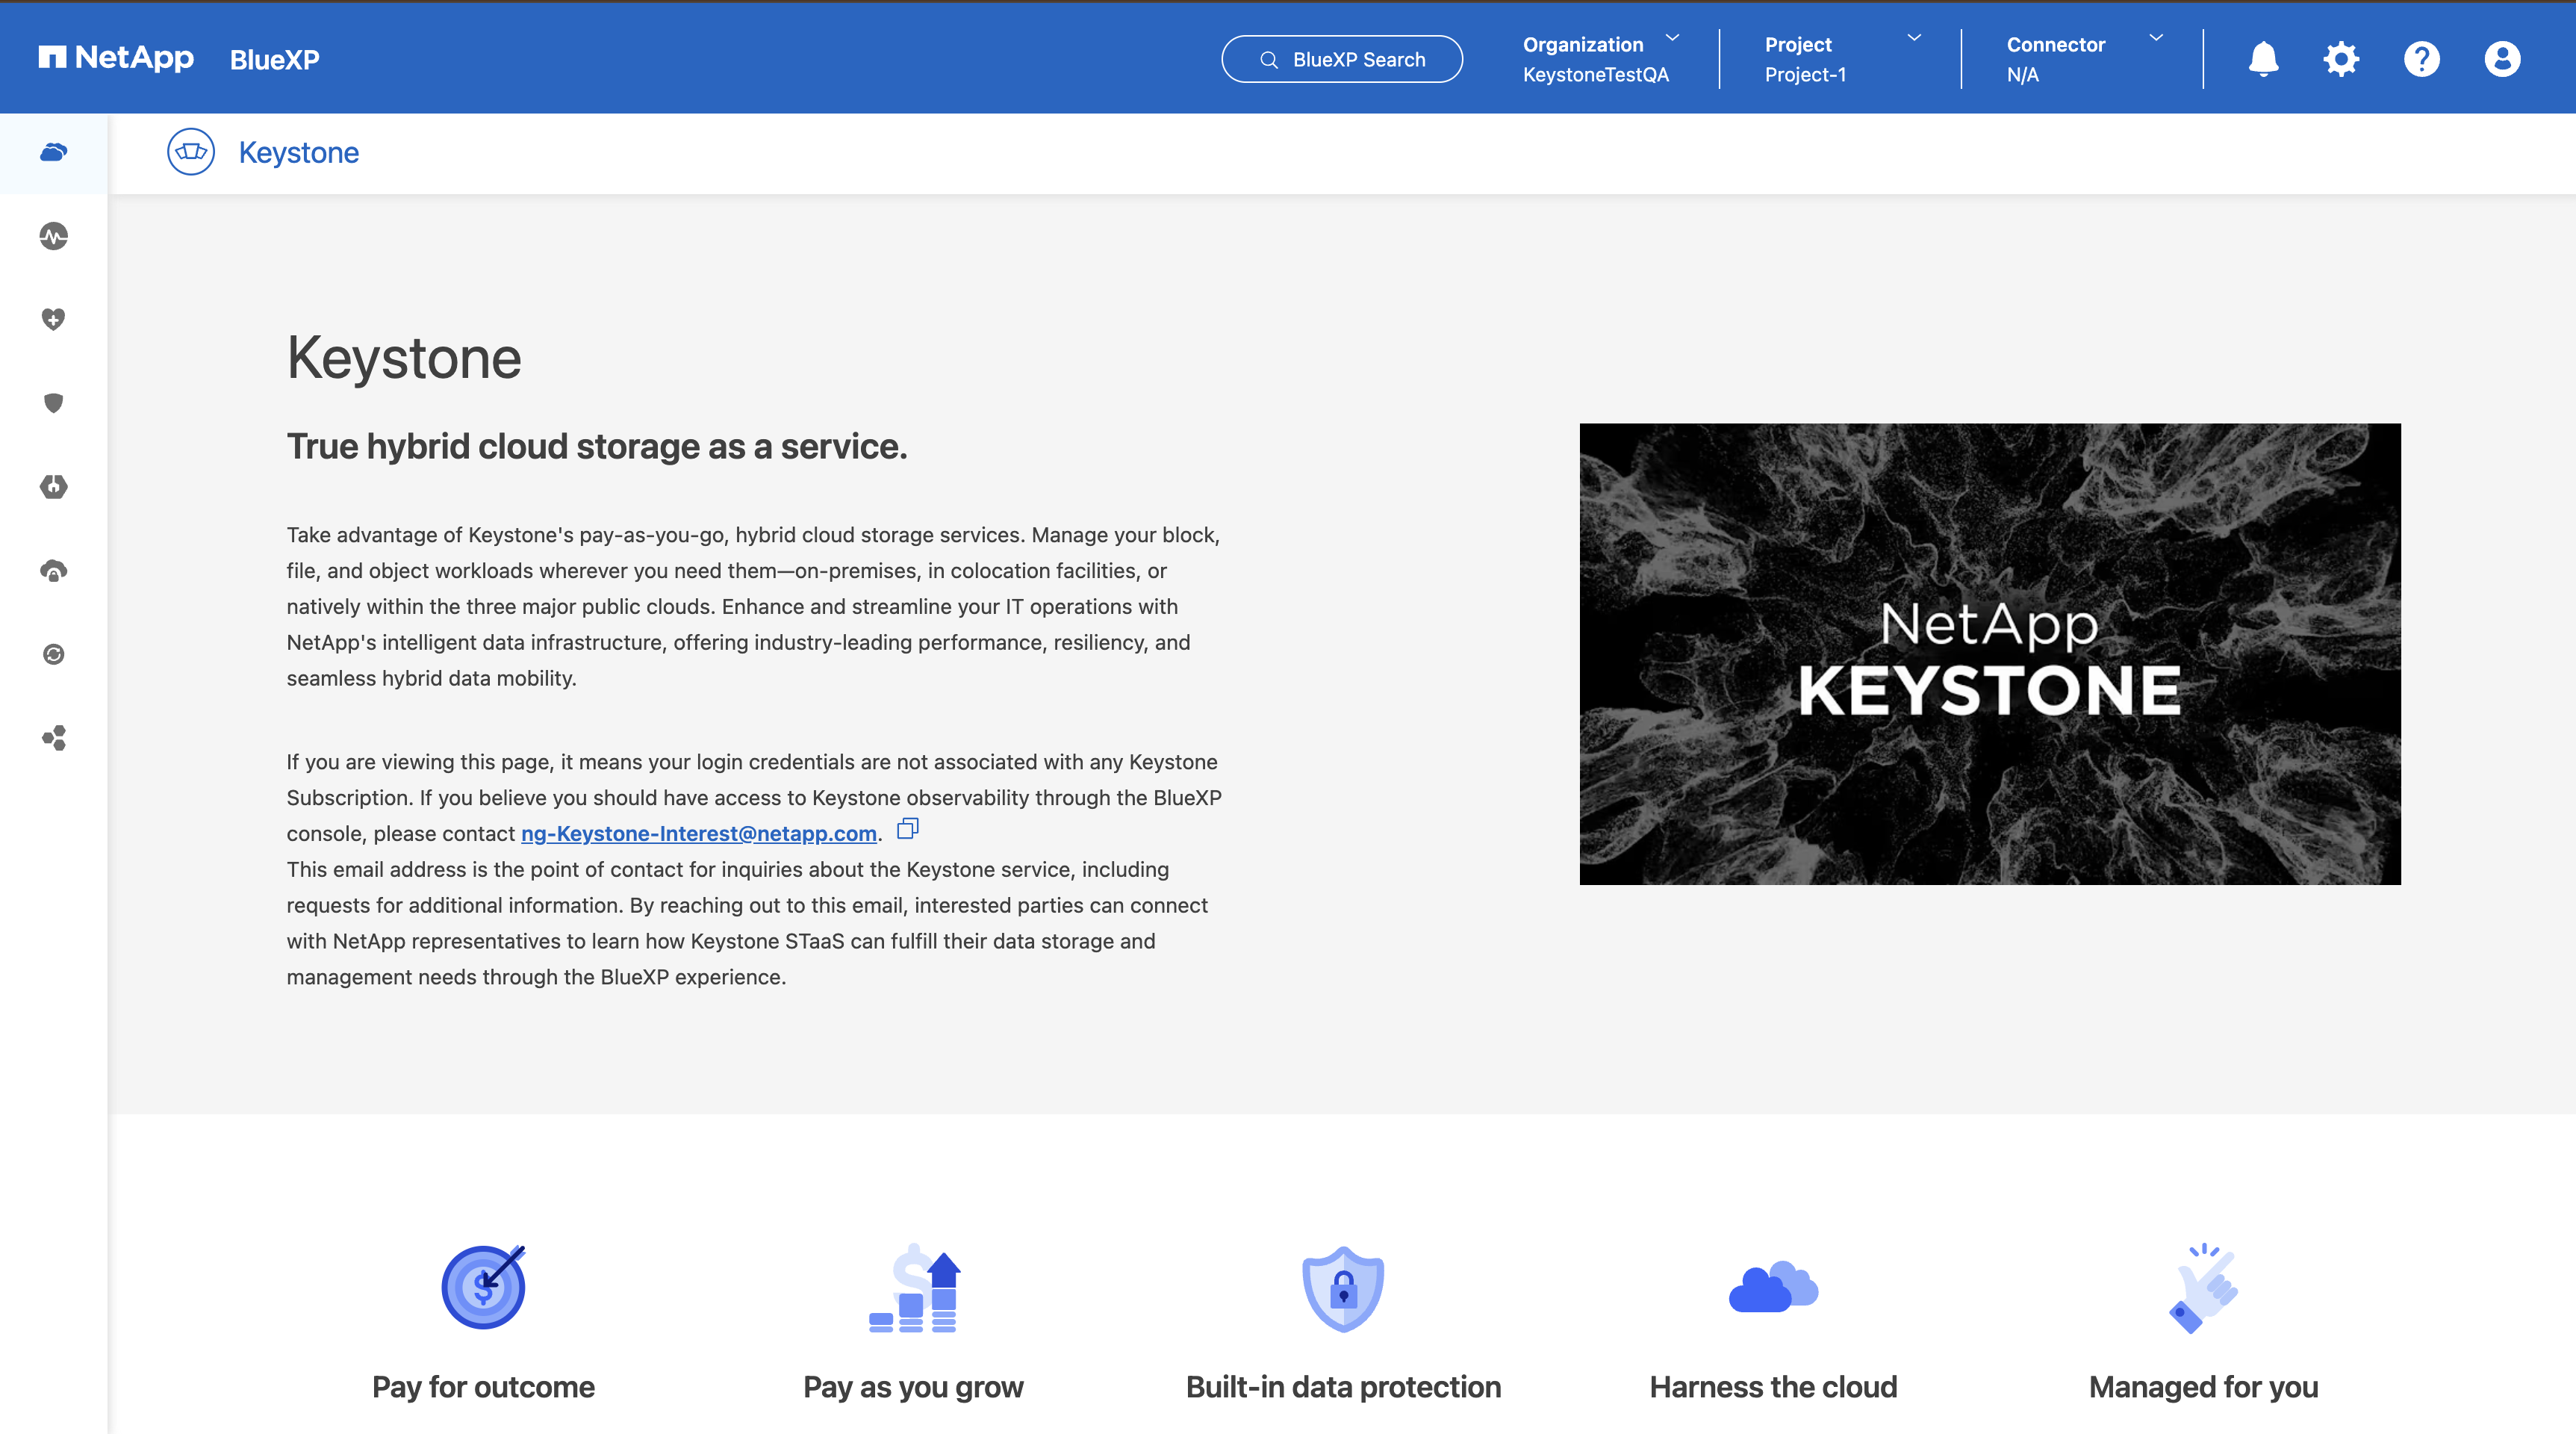 NetApp BlueXP
BlueXP Search
Organization
KeystoneTestQA
Project
Project-1
Connector
N/A
Keystone
Keystone
True hybrid cloud storage as a service.
Take advantage of Keystone's pay-as-you-go, hybrid cloud storage services. Manage your block,
file, and object workloads wherever you need them—on-premises, in colocation facilities, or
natively within the three major public clouds. Enhance and streamline your IT operations with
NetApp's intelligent data infrastructure, offering industry-leading performance, resiliency, and
seamless hybrid data mobility.
If you are viewing this page, it means your login credentials are not associated with any Keystone
Subscription. If you believe you should have access to Keystone observability through the BlueXP
console, please contact ng-Keystone-Interest@netapp.com.
This email address is the point of contact for inquiries about the Keystone service, including
requests for additional information. By reaching out to this email, interested parties can connect
with NetApp representatives to learn how Keystone STaaS can fulfill their data storage and
management needs through the BlueXP experience.
NetApp
KEYSTONE
Pay for outcome
Pay as you grow
Built-in data protection
Harness the cloud
Managed for you